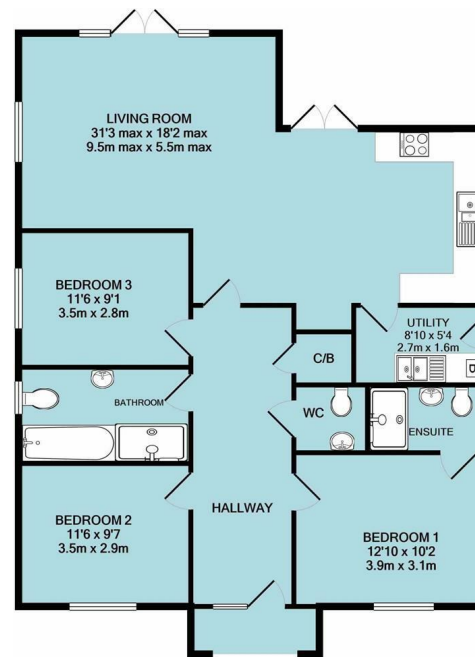 LIVING ROOM
31'3 max x 18'2 max
9.5m max x 5.5m max
BEDROOM 3
11'6 x 9'1
3.5m x 2.8m
UTILITY
8'10 x 5'4
2.7m x 1.6m
B
C/B
BATHROOM
WC
ENSUITE
HALLWAY
BEDROOM 2
11'6 x 9'7
3.5m x 2.9m
BEDROOM 1
12'10 x 10'2
3.9m x 3.1m